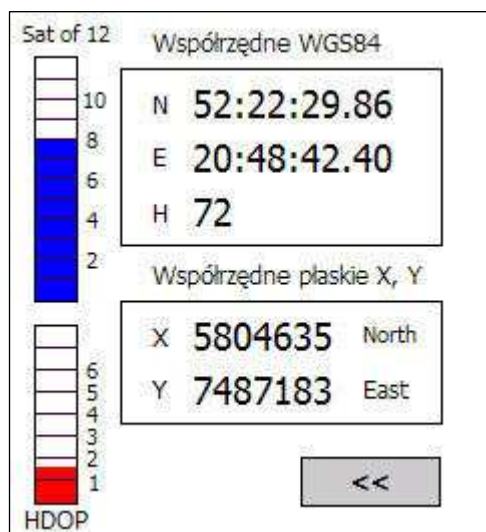 Sat of 12
10
8
6
4
2
6
5
4
3
2
1
HDOP
Współrzędne WGS84
N 52:22:29.86
E 20:48:42.40
H 72
Współrzędne płaskie X, Y
X 5804635 North
Y 7487183 East
<<